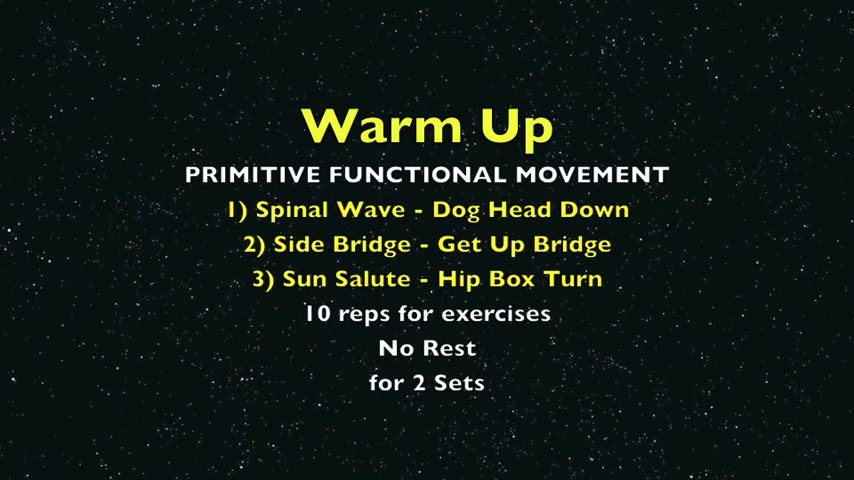 Warm Up
PRIMITIVE FUNCTIONAL MOVEMENT
1) Spinal Wave - Dog Head Down
2) Side Bridge - Get Up Bridge
3) Sun Salute - Hip Box Turn
10 reps for exercises
No Rest
for 2 Sets